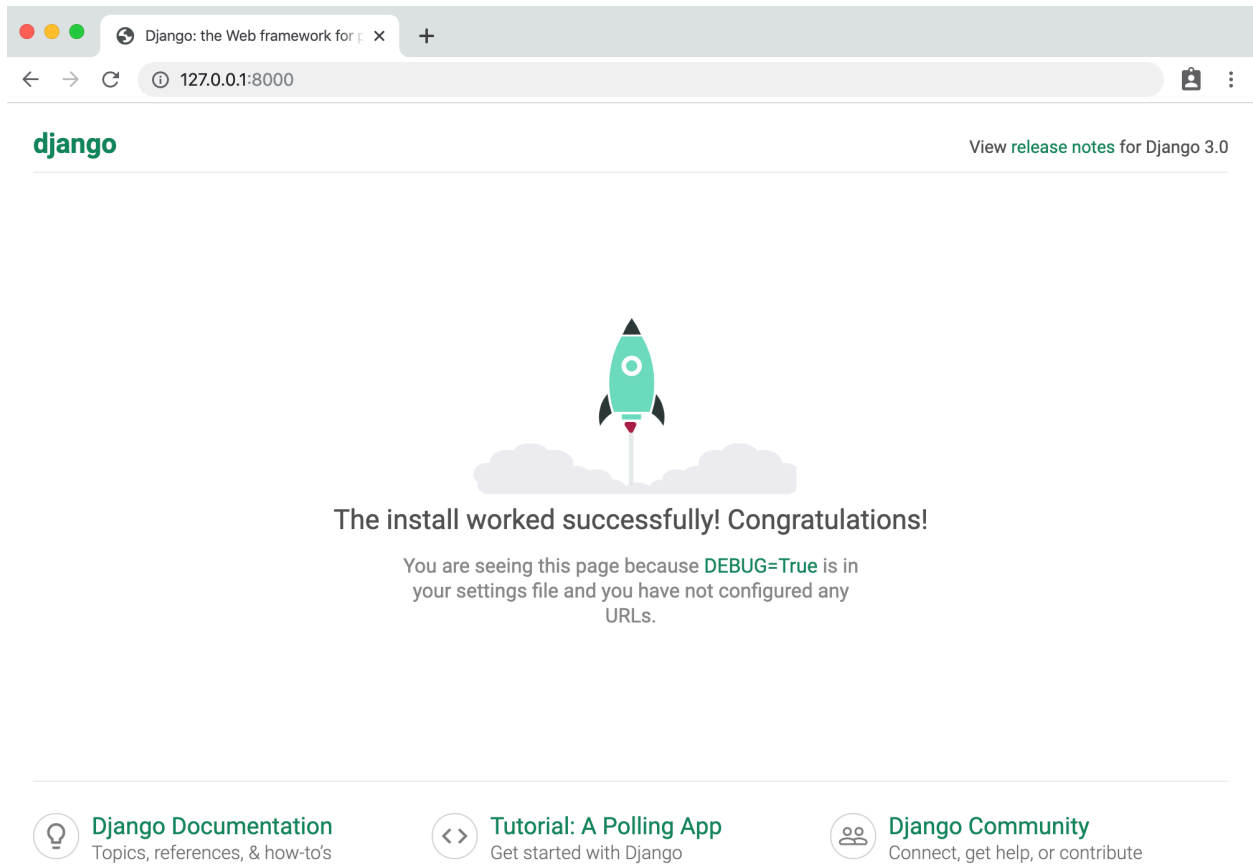 Django: the Web framework for p
127.0.0.1:8000
django
View release notes for Django 3.0
The install worked successfully! Congratulations!
You are seeing this page because DEBUG=True is in
your settings file and you have not configured any
URLs.
Django Documentation
Topics, references, & how-to's
Tutorial: A Polling App
Get started with Django
Django Community
Connect, get help, or contribute